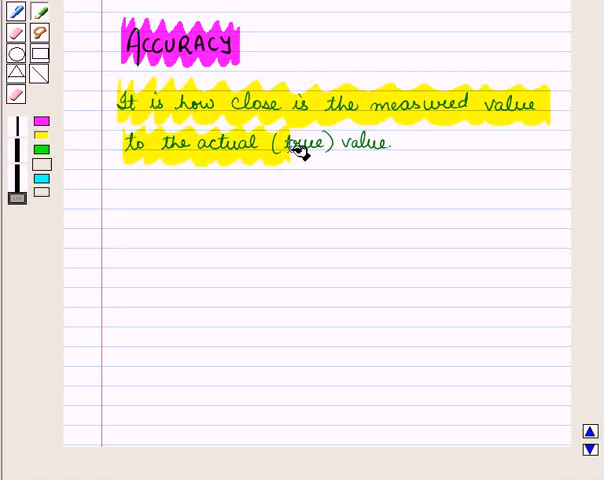 ACCURACY
It is how close is the measured value
to the actual (true) value.